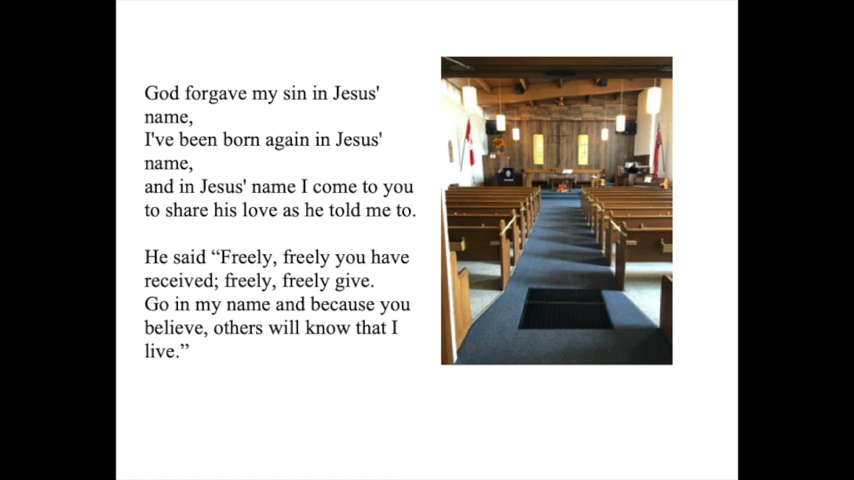 God forgave my sin in Jesus'
name,
I've been born again in Jesus'
name,
and in Jesus' name I come to you
to share his love as he told me to.
He said “Freely, freely you have
received; freely, freely give.
Go in my name and because you
believe, others will know that I
live.”